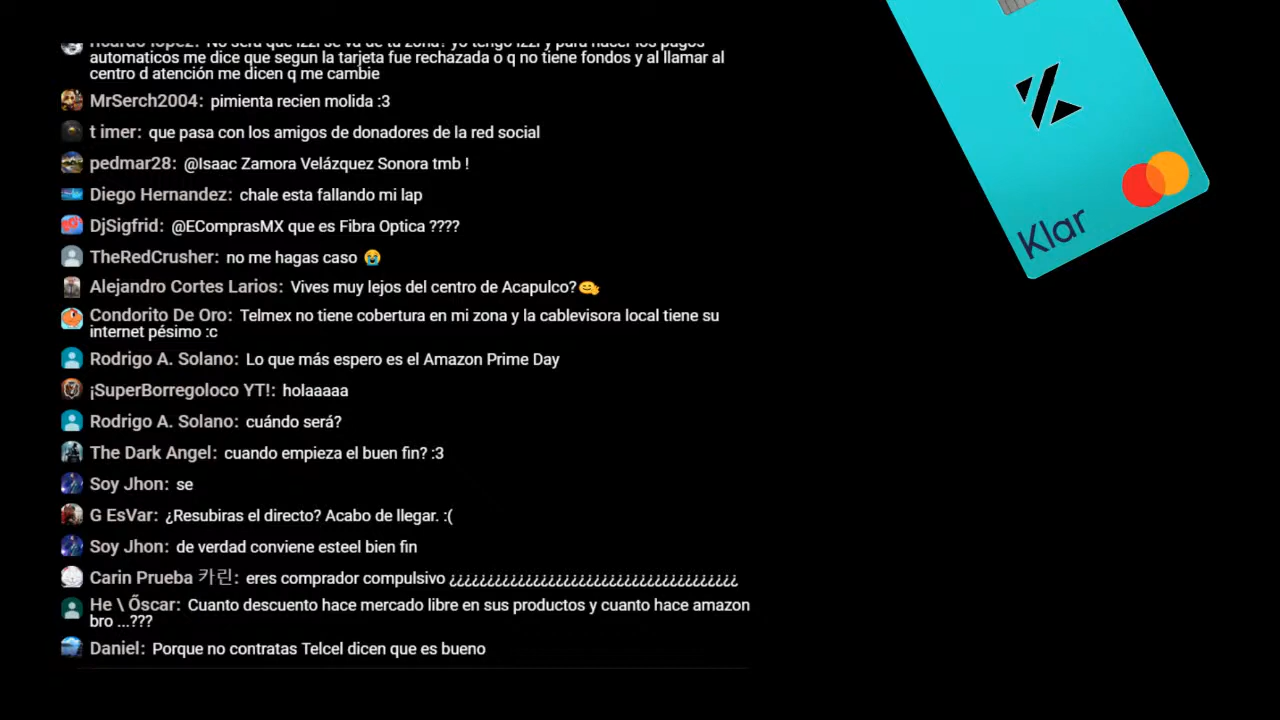 ricardo lopez: No será que izzi se va de tu zona? yo tengo izzi y para hacer los pagos
automaticos me dice que segun la tarjeta fue rechazada o q no tiene fondos y al llamar al
centro d atención me dicen q me cambie
MrSerch2004: pimienta recien molida :3
t imer: que pasa con los amigos de donadores de la red social
pedmar28: @Isaac Zamora Velázquez Sonora tmb !
Diego Hernandez: chale esta fallando mi lap
DjSigfrid: @EComprasMX que es Fibra Optica ????
TheRedCrusher: no me hagas caso 😭
Alejandro Cortes Larios: Vives muy lejos del centro de Acapulco?
Condorito De Oro: Telmex no tiene cobertura en mi zona y la cablevisora local tiene su
internet pésimo :c
Rodrigo A. Solano: Lo que más espero es el Amazon Prime Day
¡SuperBorregoloco YT!: holaaaaa
Rodrigo A. Solano: cuándo será?
The Dark Angel: cuando empieza el buen fin? :3
Soy Jhon: se
G EsVar: ¿Resubiras el directo? Acabo de llegar. :(
Soy Jhon: de verdad conviene esteel bien fin
Carin Prueba 카린: eres comprador compulsivo ¿¿¿¿¿¿¿¿¿¿¿¿¿¿¿¿¿¿¿¿¿¿¿¿¿¿¿¿¿¿¿¿¿¿¿¿¿¿
He \ Őscar: Cuanto descuento hace mercado libre en sus productos y cuanto hace amazon
bro ...???
Daniel: Porque no contratas Telcel dicen que es bueno
Klar